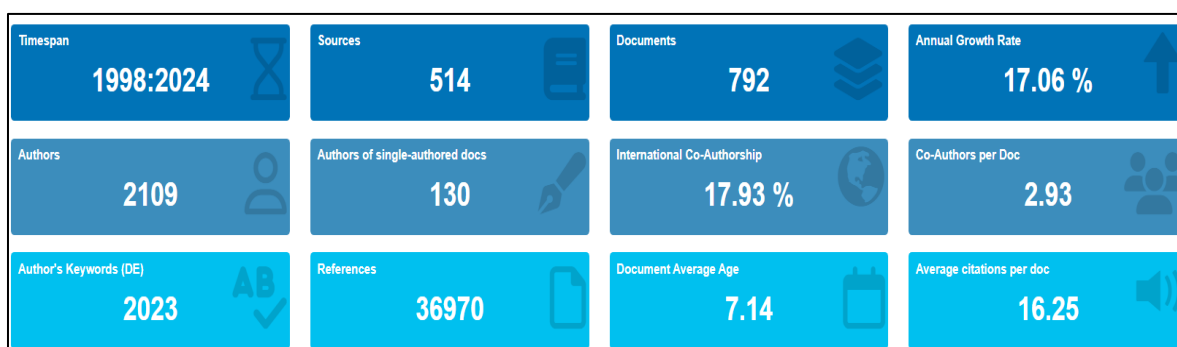 Timespan
1998:2024
Sources
514
Documents
792
Annual Growth Rate
17.06 %
Authors
2109
Authors of single-authored docs
130
International Co-Authorship
17.93 %
Co-Authors per Doc
2.93
Author's Keywords (DE)
2023
AB
References
36970
Document Average Age
7.14
Average citations per doc
16.25